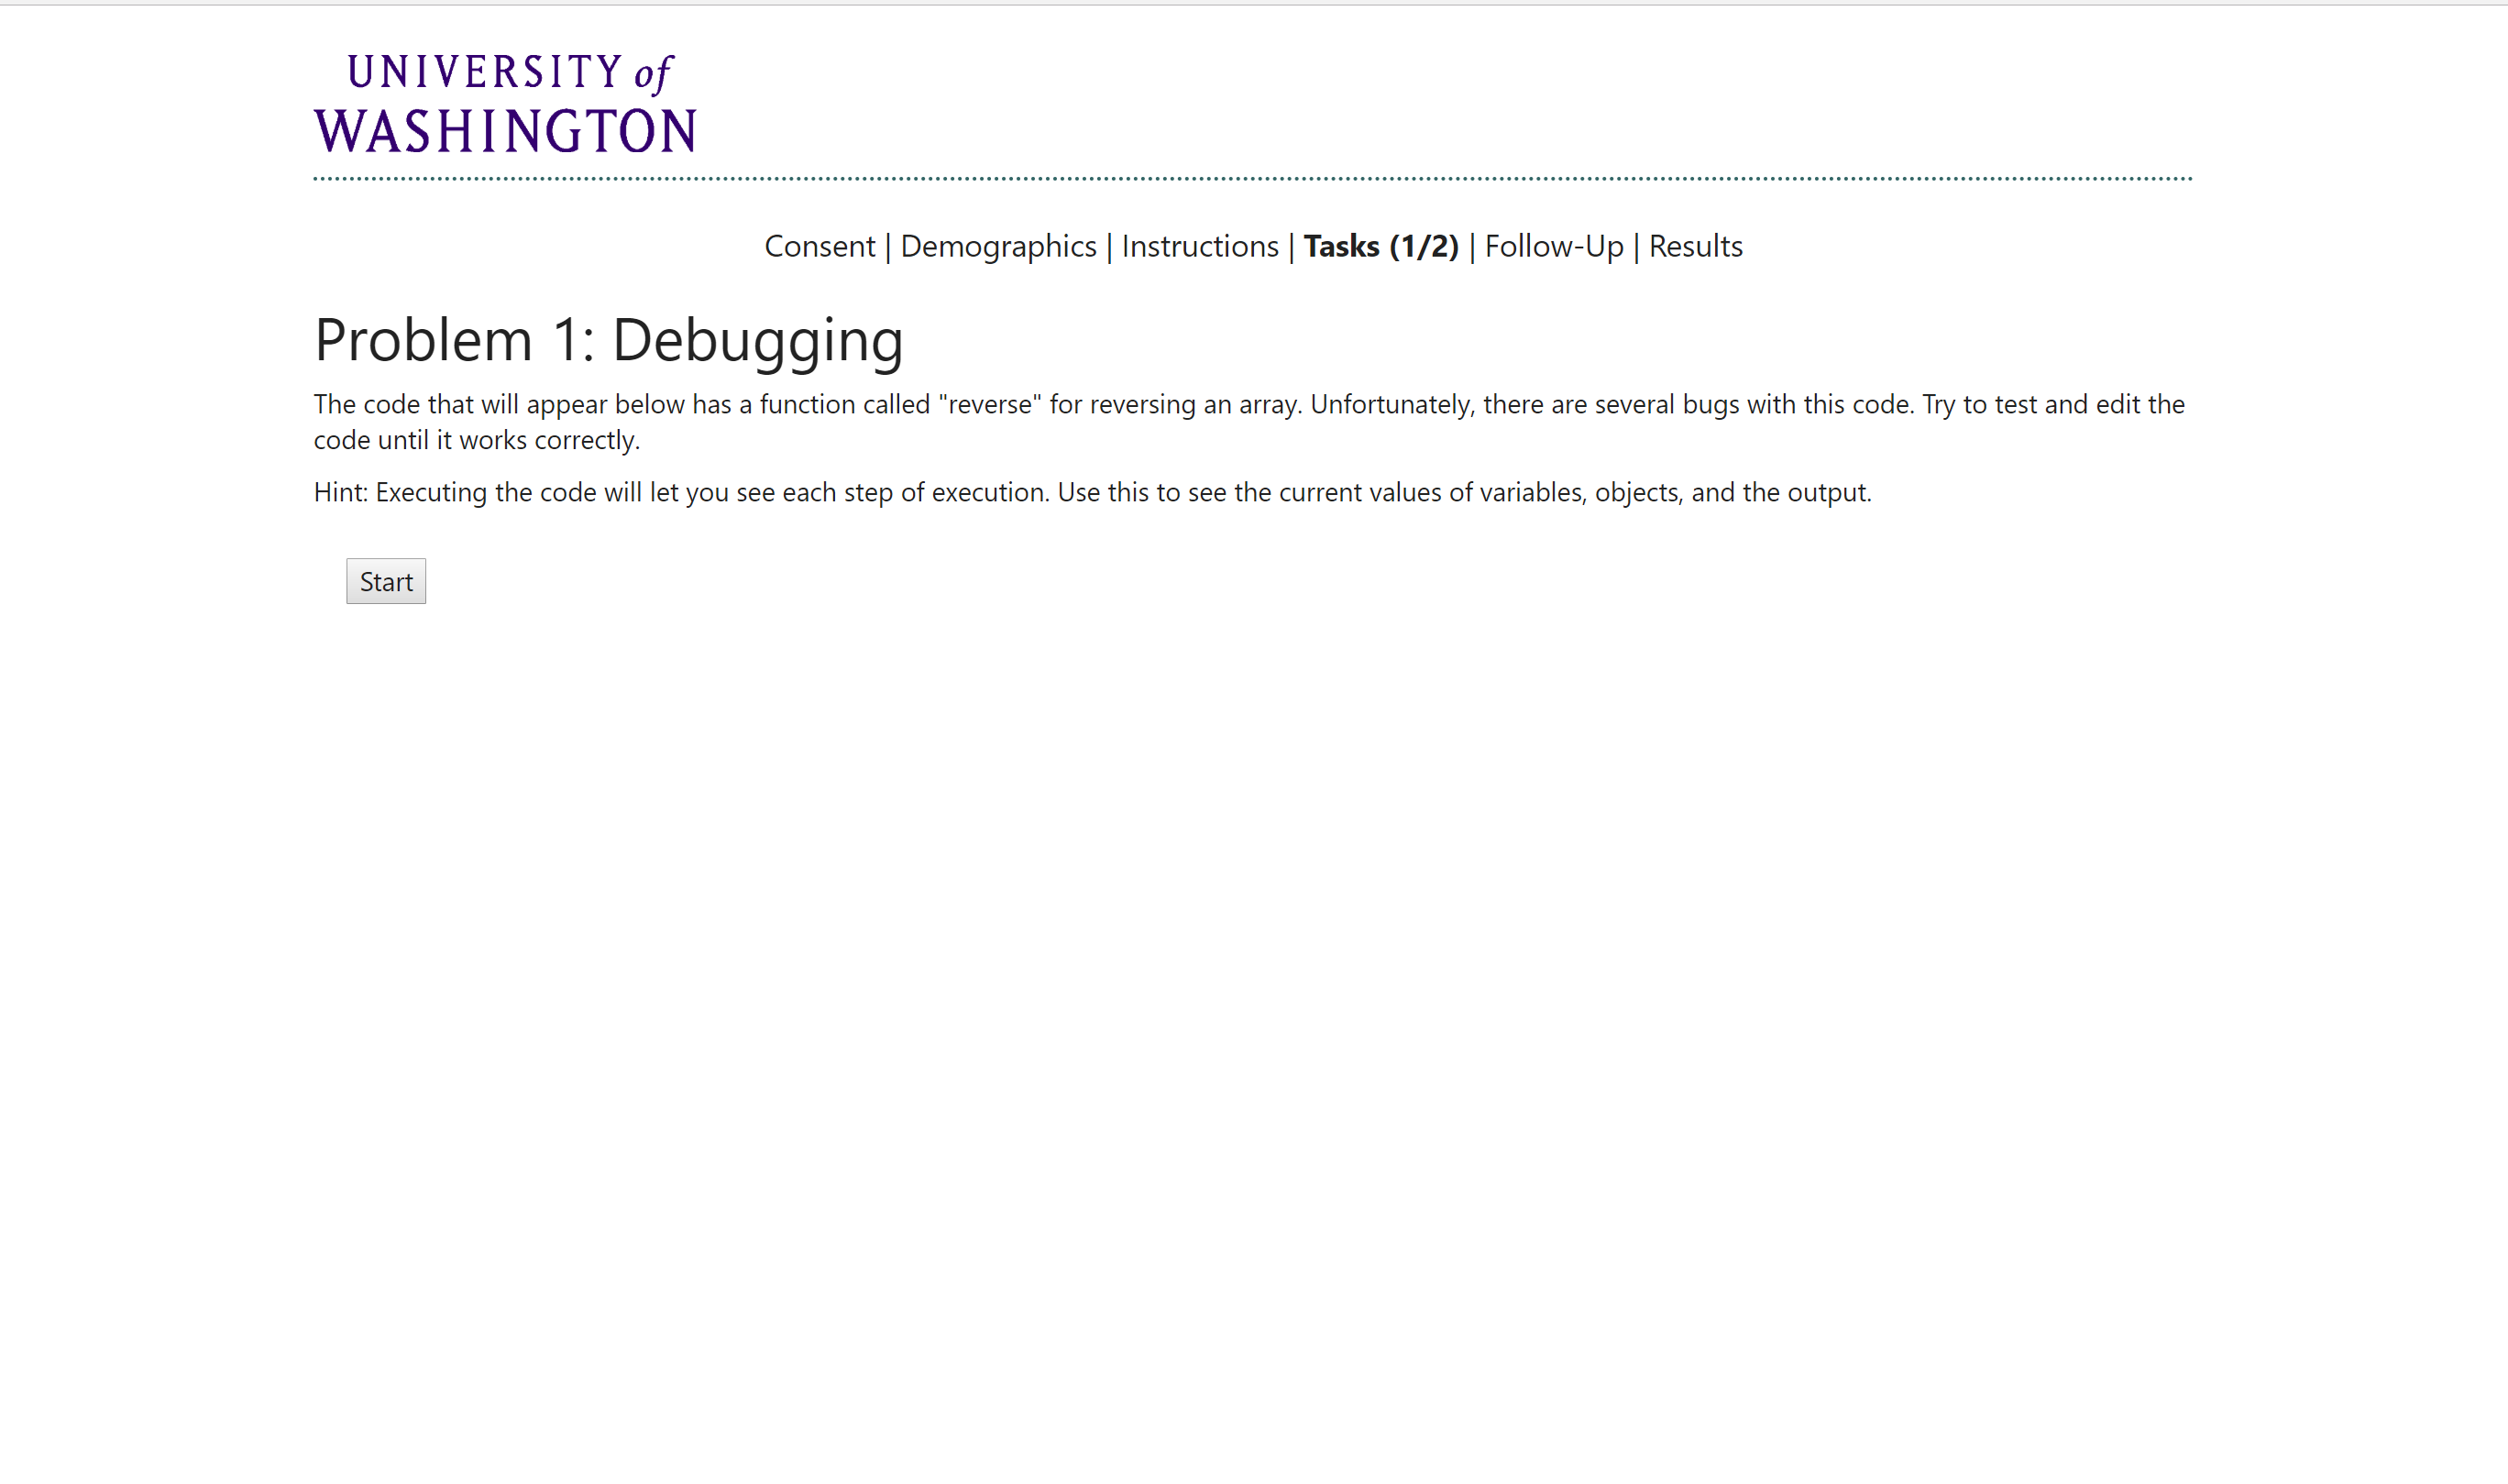 UNIVERSITY of
WASHINGTON
Consent | Demographics | Instructions | Tasks (1/2) | Follow-Up | Results
Problem 1: Debugging
The code that will appear below has a function called "reverse" for reversing an array. Unfortunately, there are several bugs with this code. Try to test and edit the
code until it works correctly.
Hint: Executing the code will let you see each step of execution. Use this to see the current values of variables, objects, and the output.
Start